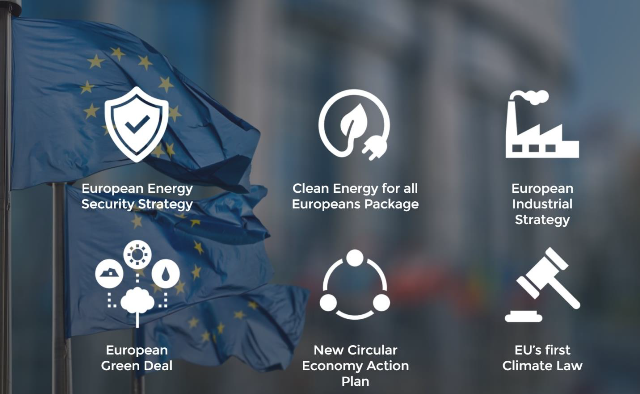 European Energy
Security Strategy
Clean Energy for all
Europeans Package
European
Industrial
Strategy
European
Green Deal
New Circular
Economy Action
Plan
EU's first
Climate Law